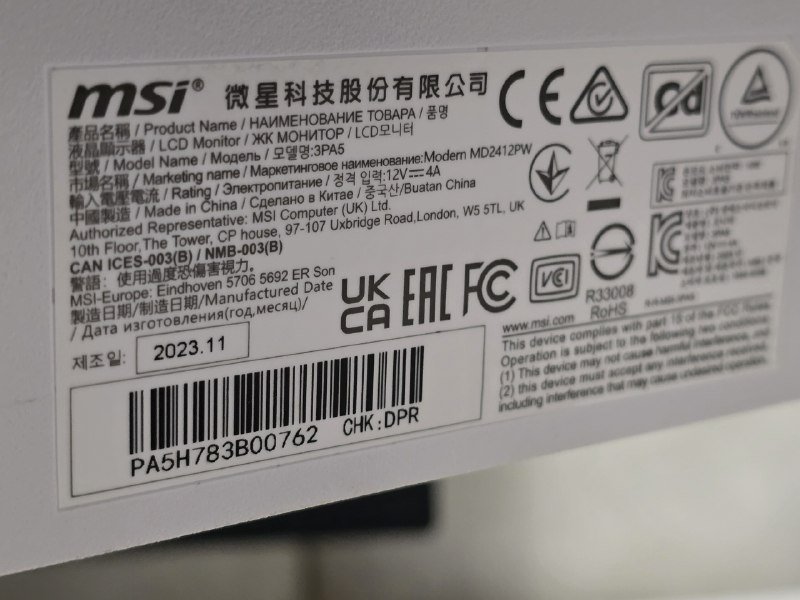 msi® 微星科技股份有限公司
產品名稱 / Product Name / НАИМЕНОВАНИЕ ТОВАРА / 품명
液晶顯示器 / LCD Monitor / ЖК МОНИТОР / LCD모니터
型號 / Model Name / Модель / 모델명:3PA5
市場名稱 / Marketing name / Маркетинговое наименование:Modern MD2412PW
輸入電壓電流 / Rating / Электропитание / 정격 입력:12V⎓4A
中國製造 / Made in China / Сделано в Китае / 중국산/Buatan China
Authorized Representative: MSI Computer (UK) Ltd.
10th Floor,The Tower, CP house, 97-107 Uxbridge Road,London, W5 5TL, UK
CAN ICES-003(B) / NMB-003(B)
警語：使用過度恐傷害視力。
MSI-Europe: Eindhoven 5706 5692 ER Son
製造日期/制造日期/Manufactured Date
/ Дата изготовления(год,месяц)/
제조일: 2023.11
PA5H783B00762 CHK:DPR
CE
UK
CA
EAC
FC
VCI
R33008
RoHS
www.msi.com
This device complies with part 15 of the FCC Rules.
Operation is subject to the following two conditions:
(1) This device may not cause harmful interference, and
(2) this device must accept any interference received,
including interference that may cause undesired operation.